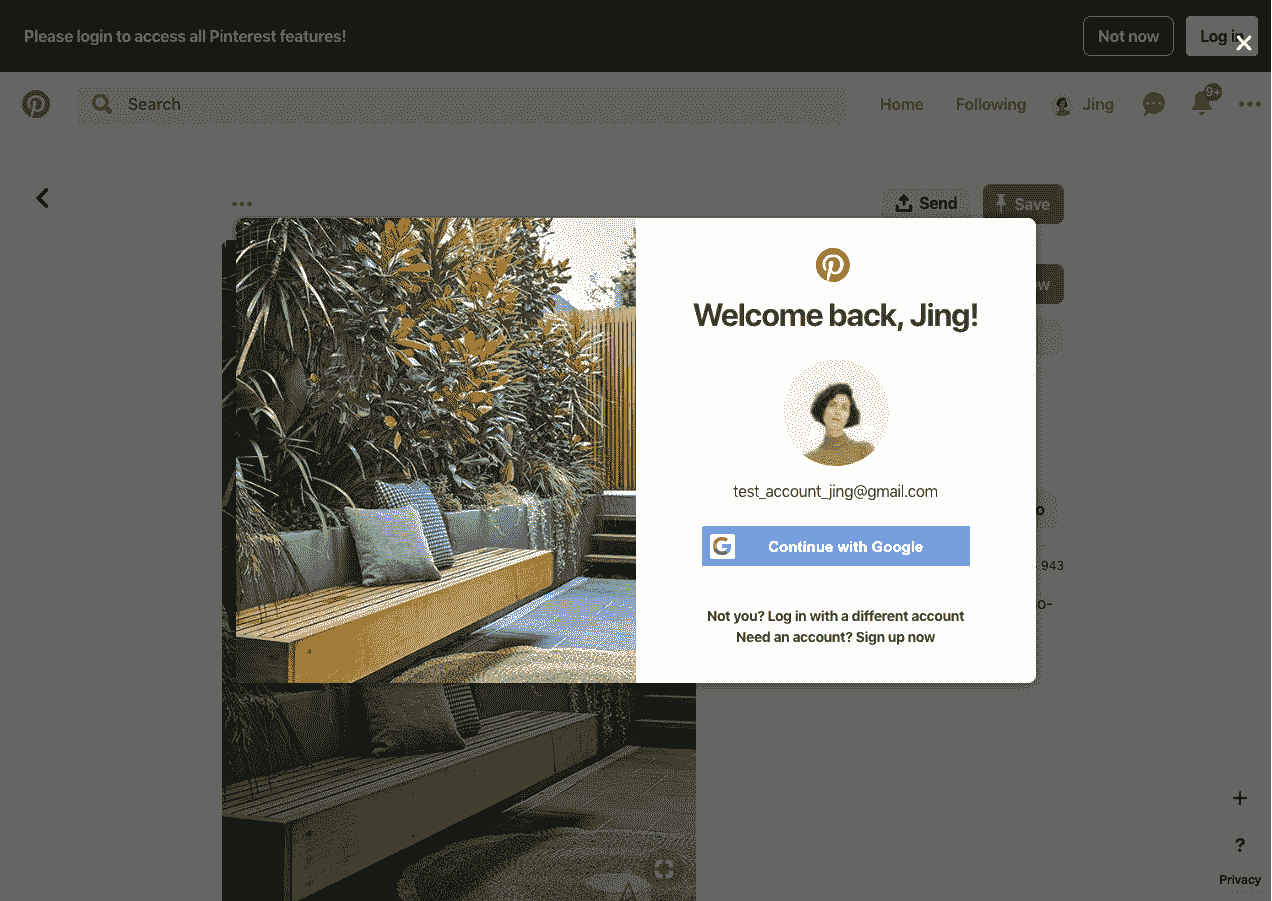 Please login to access all Pinterest features!
Not now
Log in
Search
Home
Following
Jing
9+
Send
Save
Welcome back, Jing!
test_account_jing@gmail.com
G Continue with Google
943
Not you? Log in with a different account
Need an account? Sign up now
+
?
Privacy